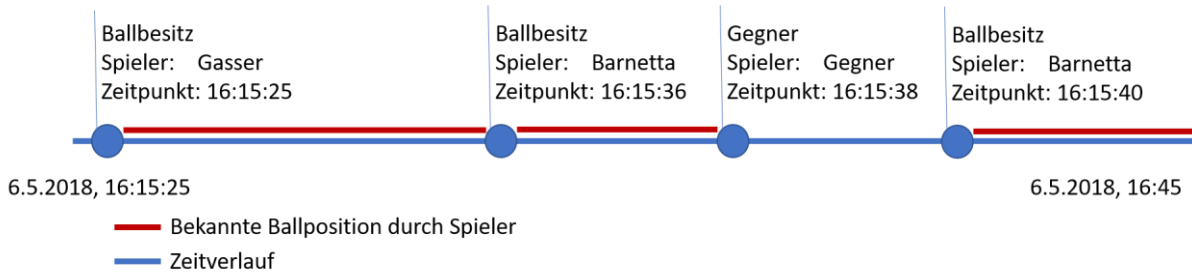 Ballbesitz
Spieler: Gasser
Zeitpunkt: 16:15:25
Ballbesitz
Spieler: Barnetta
Zeitpunkt: 16:15:36
Gegner
Spieler: Gegner
Zeitpunkt: 16:15:38
Ballbesitz
Spieler: Barnetta
Zeitpunkt: 16:15:40
6.5.2018, 16:15:25
6.5.2018, 16:45
Bekannte Ballposition durch Spieler
Zeitverlauf